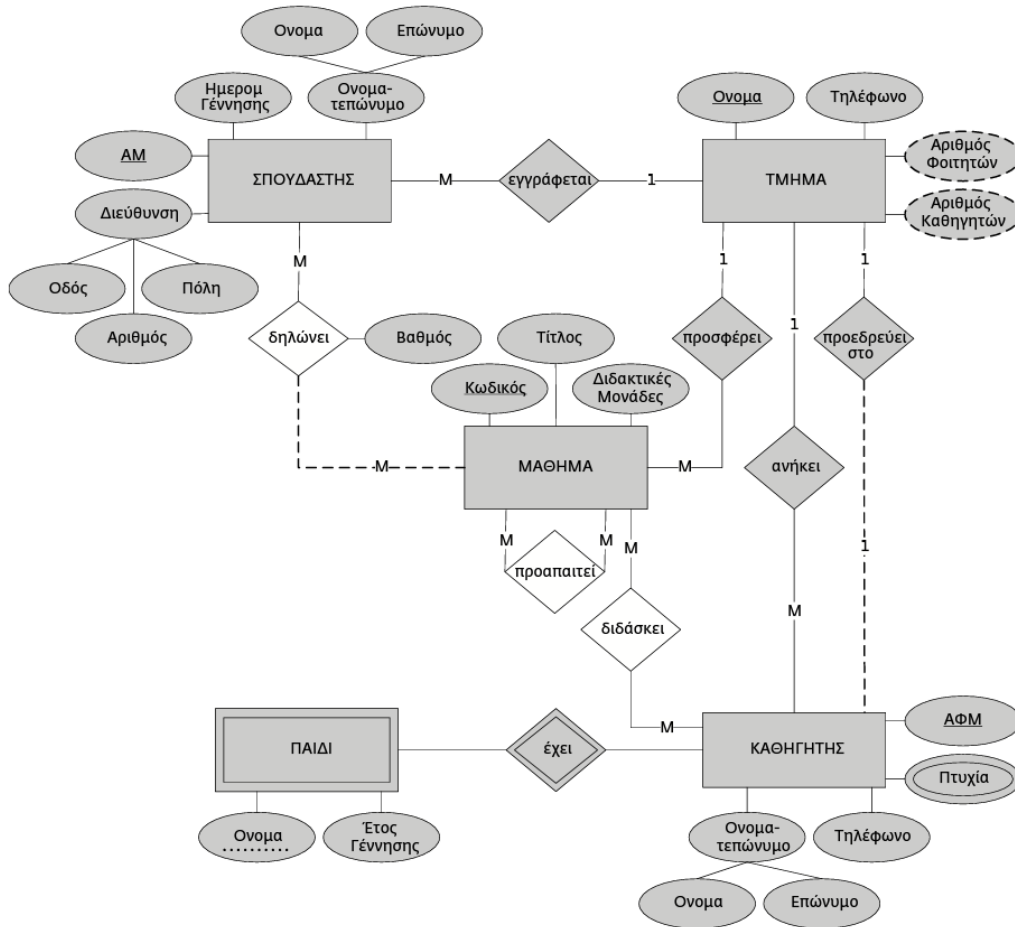 Ονομα
Επώνυμο
Ημερομ
Γέννησης
Ονομα-
τεπώνυμο
Ονομα
Τηλέφωνο
ΑΜ
ΣΠΟΥΔΑΣΤΗΣ
M
εγγράφεται
1
ΤΜΗΜΑ
Αριθμός
Φοιτητών
Αριθμός
Καθηγητών
Διεύθυνση
Οδός
Πόλη
Αριθμός
M
1
1
1
δηλώνει
Βαθμός
Τίτλος
προσφέρει
προεδρεύει
στο
Κωδικός
Διδακτικές
Μονάδες
M
ΜΑΘΗΜΑ
M
ανήκει
M
M
M
1
προαπαιτεί
διδάσκει
M
M
ΠΑΙΔΙ
έχει
ΚΑΘΗΓΗΤΗΣ
ΑΦΜ
Πτυχία
Ονομα
Έτος
Γέννησης
Ονομα-
τεπώνυμο
Τηλέφωνο
Ονομα
Επώνυμο